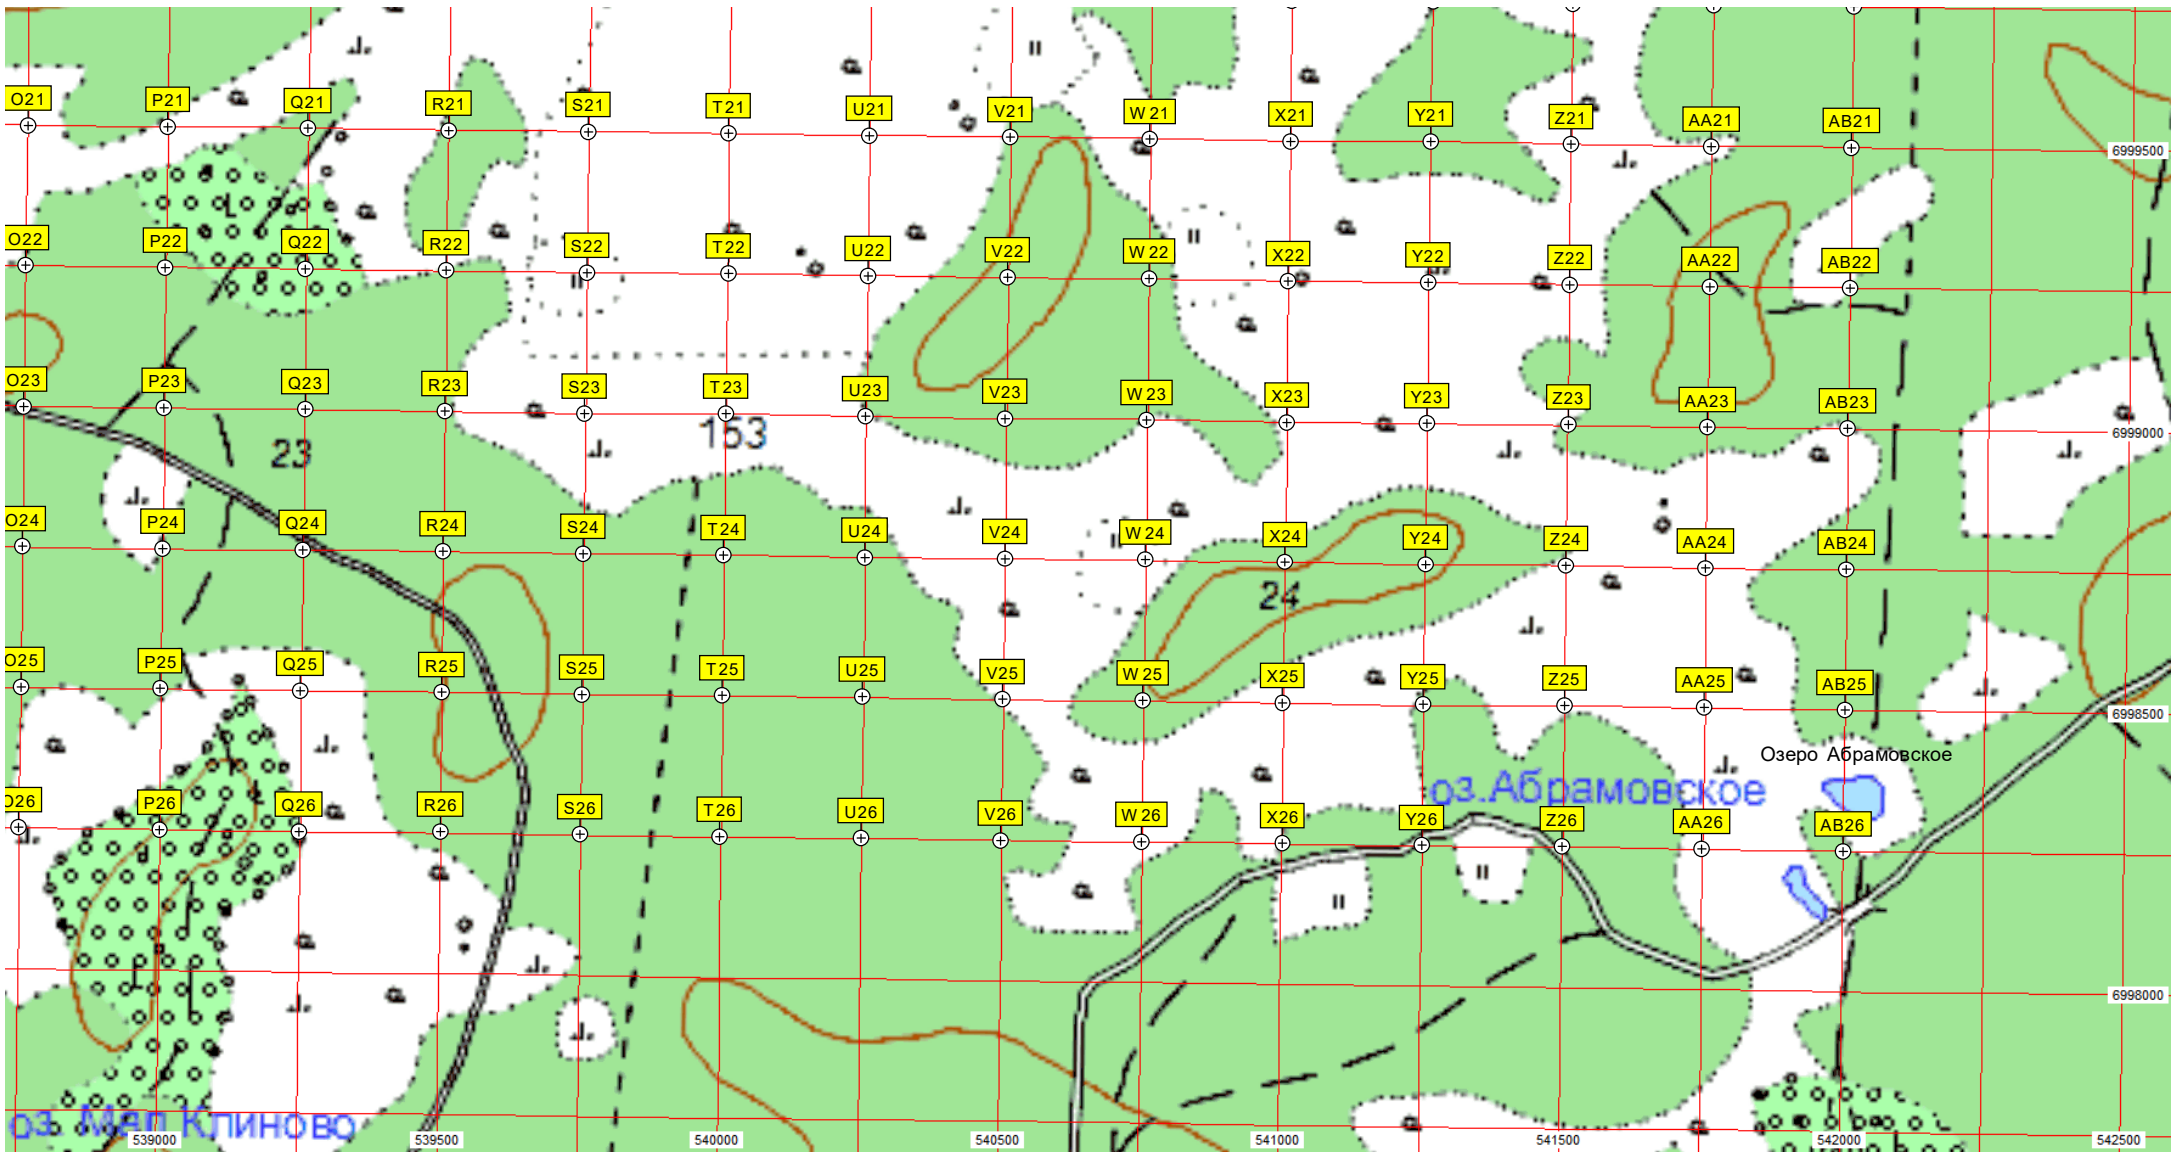 O21 P21 Q21 R21 S21 T21 U21 V21 W21 X21 Y21 Z21 AA21 AB21
6999500
O22 P22 Q22 R22 S22 T22 U22 V22 W22 X22 Y22 Z22 AA22 AB22
O23 P23 Q23 R23 S23 T23 U23 V23 W23 X23 Y23 Z23 AA23 AB23
6999000
23
153
O24 P24 Q24 R24 S24 T24 U24 V24 W24 X24 Y24 Z24 AA24 AB24
24
O25 P25 Q25 R25 S25 T25 U25 V25 W25 X25 Y25 Z25 AA25 AB25
6998500
Озеро Абрамовское
оз.Абрамовское
O26 P26 Q26 R26 S26 T26 U26 V26 W26 X26 Y26 Z26 AA26 AB26
6998000
оз. Мал Клиново
539000 539500 540000 540500 541000 541500 542000 542500